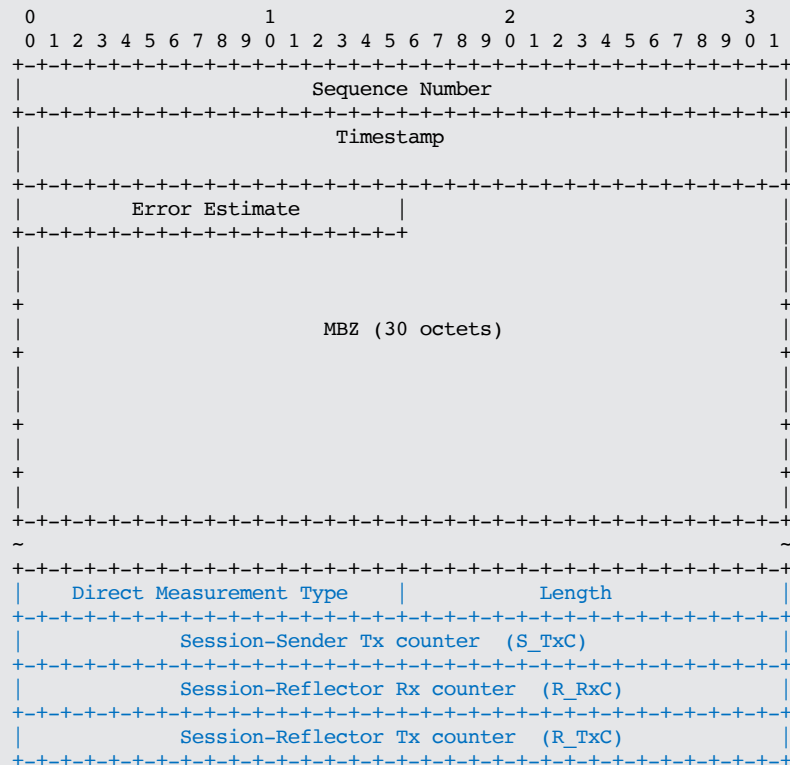 0                   1                   2                   3
 0 1 2 3 4 5 6 7 8 9 0 1 2 3 4 5 6 7 8 9 0 1 2 3 4 5 6 7 8 9 0 1
+-+-+-+-+-+-+-+-+-+-+-+-+-+-+-+-+-+-+-+-+-+-+-+-+-+-+-+-+-+-+-+-+
|                        Sequence Number                        |
+-+-+-+-+-+-+-+-+-+-+-+-+-+-+-+-+-+-+-+-+-+-+-+-+-+-+-+-+-+-+-+-+
|                          Timestamp                            |
|                                                               |
+-+-+-+-+-+-+-+-+-+-+-+-+-+-+-+-+-+-+-+-+-+-+-+-+-+-+-+-+-+-+-+-+
|         Error Estimate        |                               |
+-+-+-+-+-+-+-+-+-+-+-+-+-+-+-+-+                               |
|                                                               |
|                                                               |
+                                                               +
|                         MBZ (30 octets)                       |
+                                                               +
|                                                               |
|                                                               |
+                                                               +
|                                                               |
+                                                               +
|                                                               |
+-+-+-+-+-+-+-+-+-+-+-+-+-+-+-+-+-+-+-+-+-+-+-+-+-+-+-+-+-+-+-+-+
~                                                               ~
+-+-+-+-+-+-+-+-+-+-+-+-+-+-+-+-+-+-+-+-+-+-+-+-+-+-+-+-+-+-+-+-+
|    Direct Measurement Type    |           Length              |
+-+-+-+-+-+-+-+-+-+-+-+-+-+-+-+-+-+-+-+-+-+-+-+-+-+-+-+-+-+-+-+-+
|             Session-Sender Tx counter  (S_TxC)                |
+-+-+-+-+-+-+-+-+-+-+-+-+-+-+-+-+-+-+-+-+-+-+-+-+-+-+-+-+-+-+-+-+
|             Session-Reflector Rx counter  (R_RxC)             |
+-+-+-+-+-+-+-+-+-+-+-+-+-+-+-+-+-+-+-+-+-+-+-+-+-+-+-+-+-+-+-+-+
|             Session-Reflector Tx counter  (R_TxC)             |
+-+-+-+-+-+-+-+-+-+-+-+-+-+-+-+-+-+-+-+-+-+-+-+-+-+-+-+-+-+-+-+-+